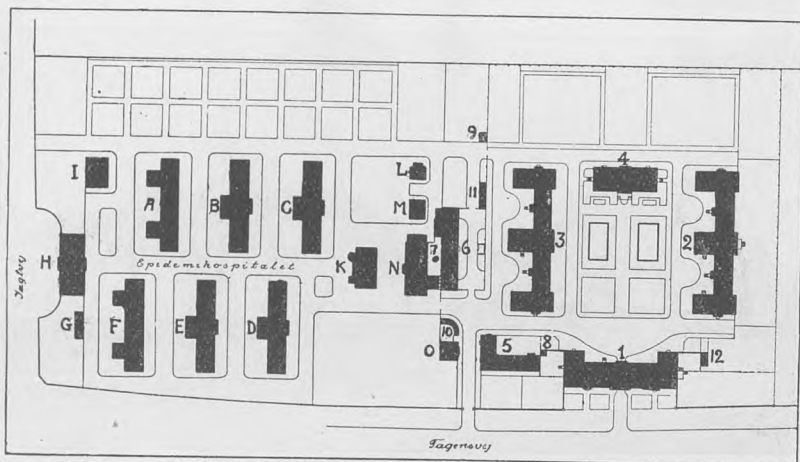 9
L
4
I
11
A
B
C
M
H
K
N
7
6
3
2
Epidemihospitalet
Jagtvej
G
F
E
D
10
O
5
8
1
12
Tagensvej